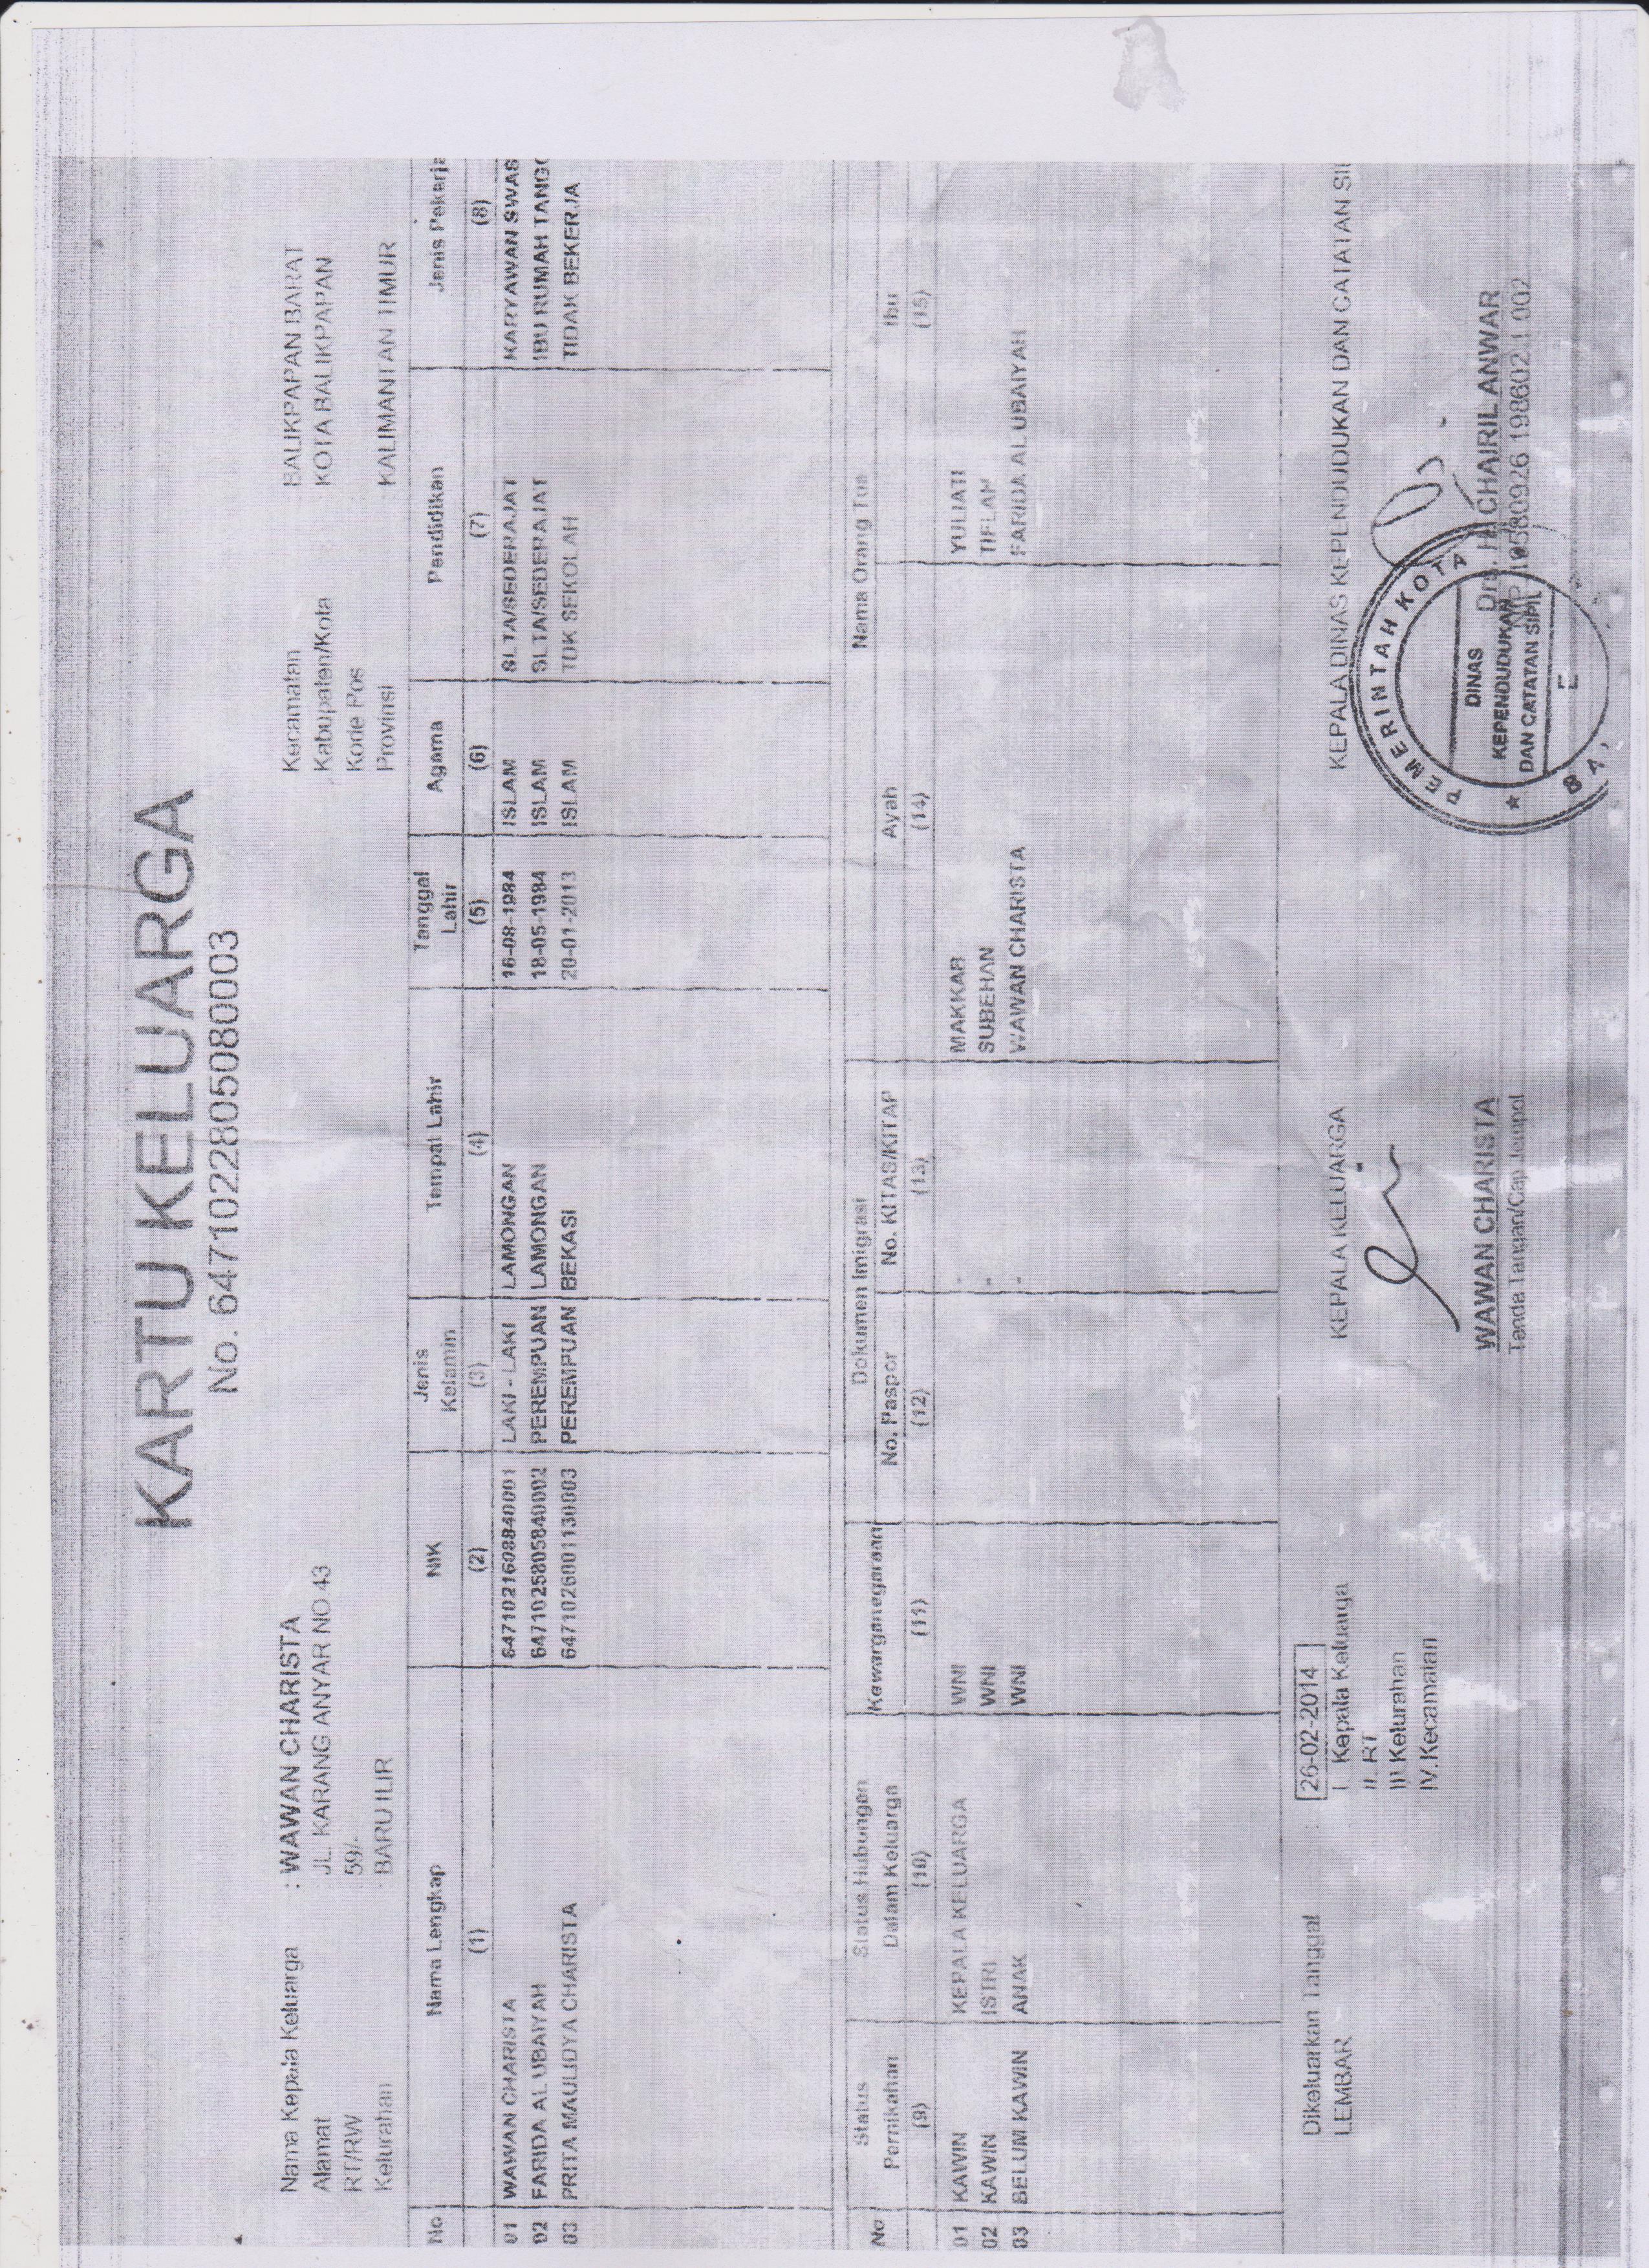 KARTU KELUARGA
No. 6471022805080003
Nama Kepala Keluarga : WAWAN CHARISTA
Kecamatan : BALIKPAPAN BARAT
Alamat : JL. KARANG ANYAR NO.43
Kabupaten/Kota : KOTA BALIKPAPAN
RT/RW : 59/-
Kode Pos :
Kelurahan : BARU ILIR
Provinsi : KALIMANTAN TIMUR
No Nama Lengkap NIK Jenis Kelamin Tempat Lahir Tanggal Lahir Agama Pendidikan Jenis Pekerja
(1) (2) (3) (4) (5) (6) (7) (8)
01 WAWAN CHARISTA 6471021608840001 LAKI - LAKI LAMONGAN 16-08-1984 ISLAM SLTA/SEDERAJAT KARYAWAN SWAS
02 FARIDA AL UBAIYAH 6471025805840002 PEREMPUAN LAMONGAN 18-05-1984 ISLAM SLTA/SEDERAJAT IBU RUMAH TANGG
03 PRITA MAULIDYA CHARISTA 6471026001130003 PEREMPUAN BEKASI 20-01-2013 ISLAM TDK SEKOLAH TIDAK BEKERJA
No Status Pernikahan Status Hubungan Dalam Keluarga Kewarganegaraan Dokumen Imigrasi Nama Orang Tua
No. Paspor No. KITAS/KITAP Ayah Ibu
(9) (10) (11) (12) (13) (14) (15)
01 KAWIN KEPALA KELUARGA WNI - MAKKAB YULIATI
02 KAWIN ISTRI WNI - SUBEHAN TIFLAH
03 BELUM KAWIN ANAK WNI - WAWAN CHARISTA FARIDA AL UBAIYAH
Dikeluarkan Tanggal : 26-02-2014
LEMBAR : I. Kepala Keluarga
II. RT
III. Kelurahan
IV. Kecamatan
KEPALA KELUARGA
WAWAN CHARISTA
Tanda Tangan/Cap Jempol
KEPALA DINAS KEPENDUDUKAN DAN CATATAN SI
PEMERINTAH KOTA
DINAS
KEPENDUDUKAN
DAN CATATAN SIPIL
E
Drs. H. CHAIRIL ANWAR
NIP. 19580926 198602 1 002